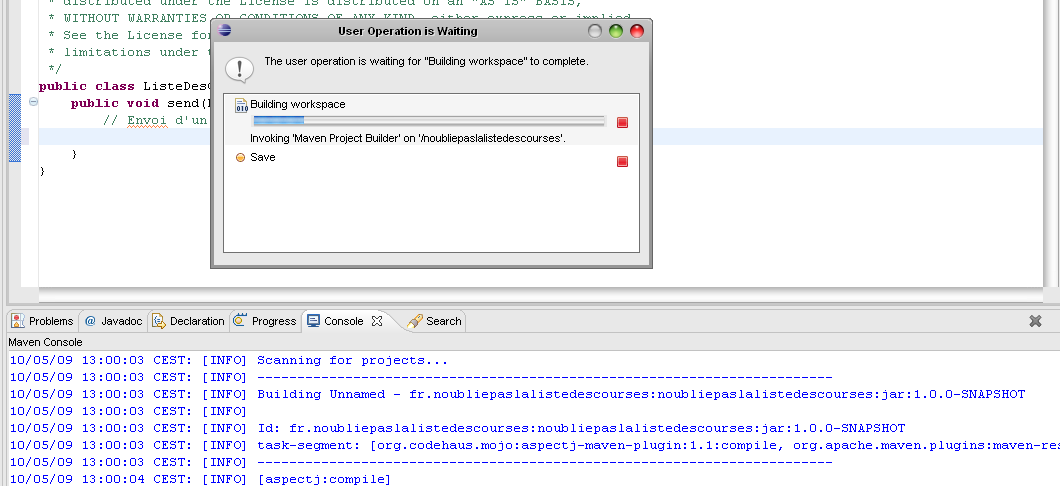 * distributed under the License is distributed on an "AS IS" BASIS,
* WITHOUT WARRANTIES OR CONDITIONS OF ANY KIND, either express or implied.
* See the License for
* limitations under
*/
public class ListeDes
public void send(
// Envoi d'un
}
}
User Operation is Waiting
The user operation is waiting for "Building workspace" to complete.
Building workspace
Invoking 'Maven Project Builder' on '/noubliepaslalistedescourses'.
Save
Problems @ Javadoc Declaration Progress Console Search
Maven Console
10/05/09 13:00:03 CEST: [INFO] Scanning for projects...
10/05/09 13:00:03 CEST: [INFO] ------------------------------------------------------------------------
10/05/09 13:00:03 CEST: [INFO] Building Unnamed - fr.noubliepaslalistedescourses:noubliepaslalistedescourses:jar:1.0.0-SNAPSHOT
10/05/09 13:00:03 CEST: [INFO]
10/05/09 13:00:03 CEST: [INFO] Id: fr.noubliepaslalistedescourses:noubliepaslalistedescourses:jar:1.0.0-SNAPSHOT
10/05/09 13:00:03 CEST: [INFO] task-segment: [org.codehaus.mojo:aspectj-maven-plugin:1.1:compile, org.apache.maven.plugins:maven-res
10/05/09 13:00:03 CEST: [INFO] ------------------------------------------------------------------------
10/05/09 13:00:04 CEST: [INFO] [aspectj:compile]